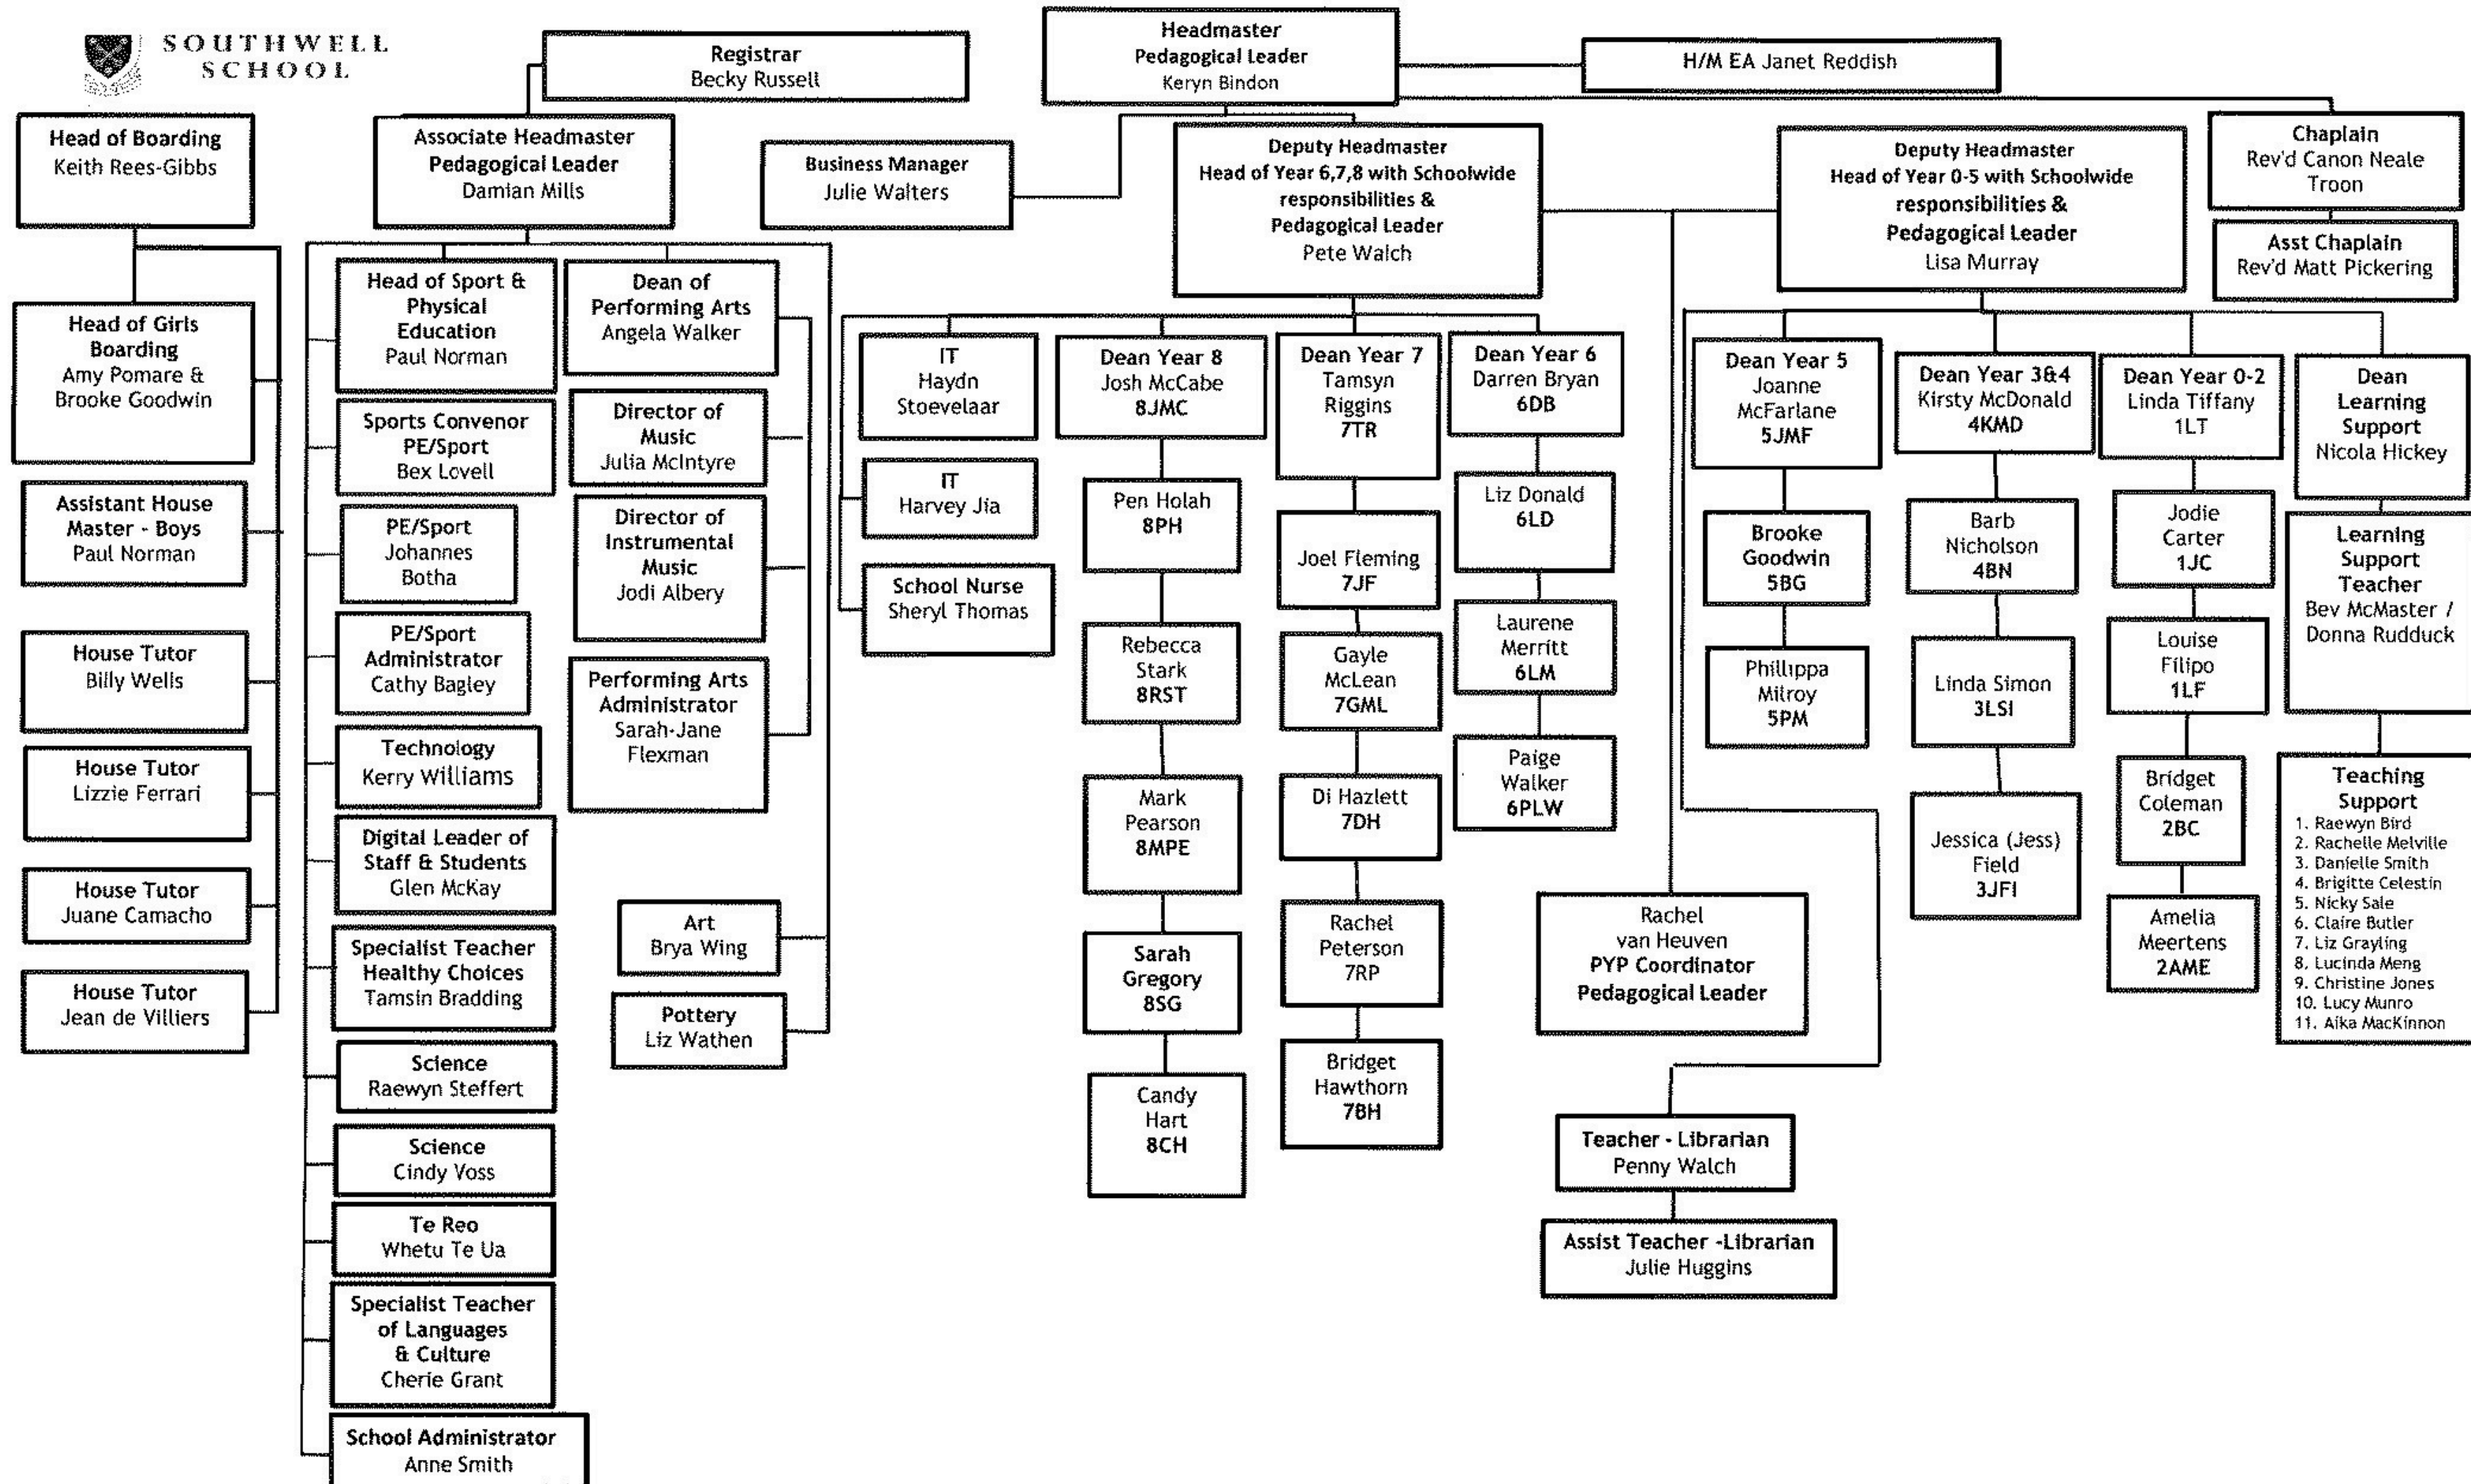 SOUTHWELL
SCHOOL
Registrar
Becky Russell
Headmaster
Pedagogical Leader
Keryn Bindon
H/M EA Janet Reddish
Head of Boarding
Keith Rees-Gibbs
Associate Headmaster
Pedagogical Leader
Damian Mills
Business Manager
Julie Walters
Deputy Headmaster
Head of Year 6,7,8 with Schoolwide
responsibilities &
Pedagogical Leader
Pete Walch
Deputy Headmaster
Head of Year 0-5 with Schoolwide
responsibilities &
Pedagogical Leader
Lisa Murray
Chaplain
Rev'd Canon Neale
Troon
Asst Chaplain
Rev'd Matt Pickering
Head of Girls
Boarding
Amy Pomare &
Brooke Goodwin
Assistant House
Master - Boys
Paul Norman
House Tutor
Billy Wells
House Tutor
Lizzie Ferrari
House Tutor
Juane Camacho
House Tutor
Jean de Villiers
Head of Sport &
Physical
Education
Paul Norman
Sports Convenor
PE/Sport
Bex Lovell
PE/Sport
Johannes
Botha
PE/Sport
Administrator
Cathy Bagley
Technology
Kerry Williams
Digital Leader of
Staff & Students
Glen McKay
Specialist Teacher
Healthy Choices
Tamsin Bradding
Science
Raewyn Steffert
Science
Cindy Voss
Te Reo
Whetu Te Ua
Specialist Teacher
of Languages
& Culture
Cherie Grant
School Administrator
Anne Smith
Dean of
Performing Arts
Angela Walker
Director of
Music
Julia McIntyre
Director of
Instrumental
Music
Jodi Albery
Performing Arts
Administrator
Sarah-Jane
Flexman
Art
Brya Wing
Pottery
Liz Wathen
IT
Haydn
Stoevelaar
IT
Harvey Jia
School Nurse
Sheryl Thomas
Dean Year 8
Josh McCabe
8JMC
Pen Holah
8PH
Rebecca
Stark
8RST
Mark
Pearson
8MPE
Sarah
Gregory
8SG
Candy
Hart
8CH
Dean Year 7
Tamsyn
Riggins
7TR
Joel Fleming
7JF
Gayle
McLean
7GML
Di Hazlett
7DH
Rachel
Peterson
7RP
Bridget
Hawthorn
7BH
Dean Year 6
Darren Bryan
6DB
Liz Donald
6LD
Laurene
Merritt
6LM
Paige
Walker
6PLW
Rachel
van Heuven
PYP Coordinator
Pedagogical Leader
Teacher - Librarian
Penny Walch
Assist Teacher -Librarian
Julie Huggins
Dean Year 5
Joanne
McFarlane
5JMF
Brooke
Goodwin
5BG
Phillippa
Milroy
5PM
Dean Year 3&4
Kirsty McDonald
4KMD
Barb
Nicholson
4BN
Linda Simon
3LSI
Jessica (Jess)
Field
3JFI
Dean Year 0-2
Linda Tiffany
1LT
Jodie
Carter
1JC
Louise
Filipo
1LF
Bridget
Coleman
2BC
Amelia
Meertens
2AME
Dean
Learning
Support
Nicola Hickey
Learning
Support
Teacher
Bev McMaster /
Donna Rudduck
Teaching
Support
1. Raewyn Bird
2. Rachelle Melville
3. Danielle Smith
4. Brigitte Celestin
5. Nicky Sale
6. Claire Butler
7. Liz Grayling
8. Lucinda Meng
9. Christine Jones
10. Lucy Munro
11. Aika MacKinnon